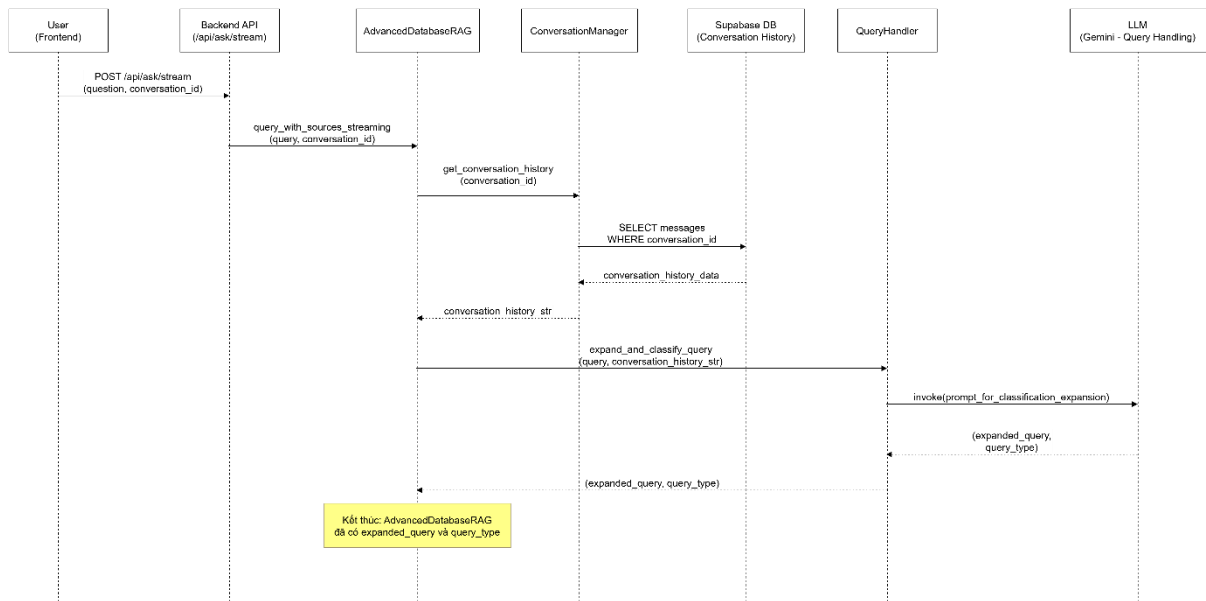 User
(Frontend)
Backend API
(/api/ask/stream)
AdvancedDatabaseRAG
ConversationManager
Supabase DB
(Conversation History)
QueryHandler
LLM
(Gemini - Query Handling)
POST /api/ask/stream
(question, conversation_id)
query_with_sources_streaming
(query, conversation_id)
get_conversation_history
(conversation_id)
SELECT messages
WHERE conversation_id
conversation_history_data
conversation_history_str
expand_and_classify_query
(query, conversation_history_str)
invoke(prompt_for_classification_expansion)
(expanded_query,
query_type)
(expanded_query, query_type)
Kết thúc: AdvancedDatabaseRAG
đã có expanded_query và query_type